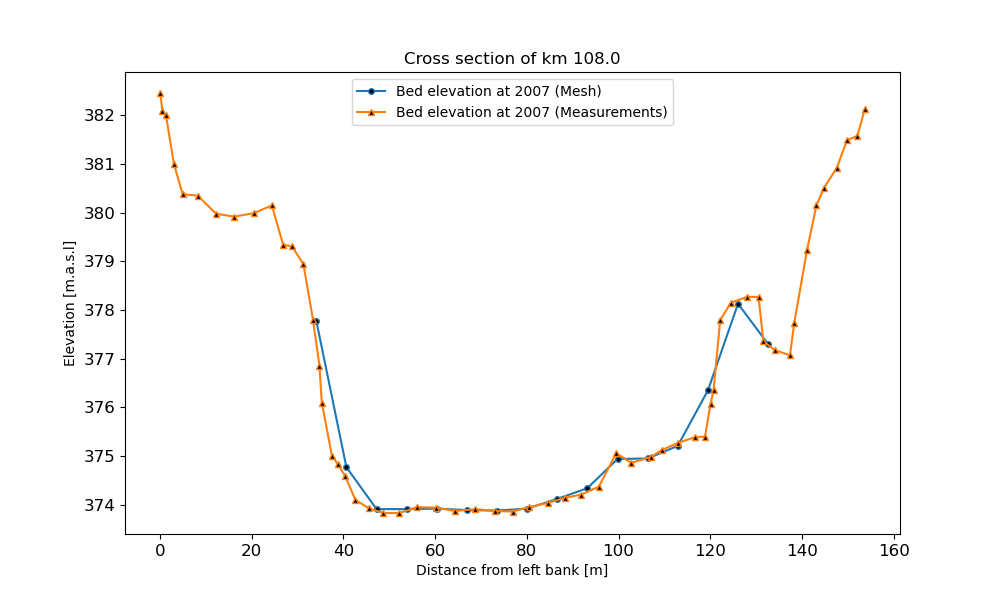 Cross section of km 108.0
Bed elevation at 2007 (Mesh)
Bed elevation at 2007 (Measurements)
382
381
380
379
378
377
376
375
374
Elevation [m.a.s.l]
0 20 40 60 80 100 120 140 160
Distance from left bank [m]